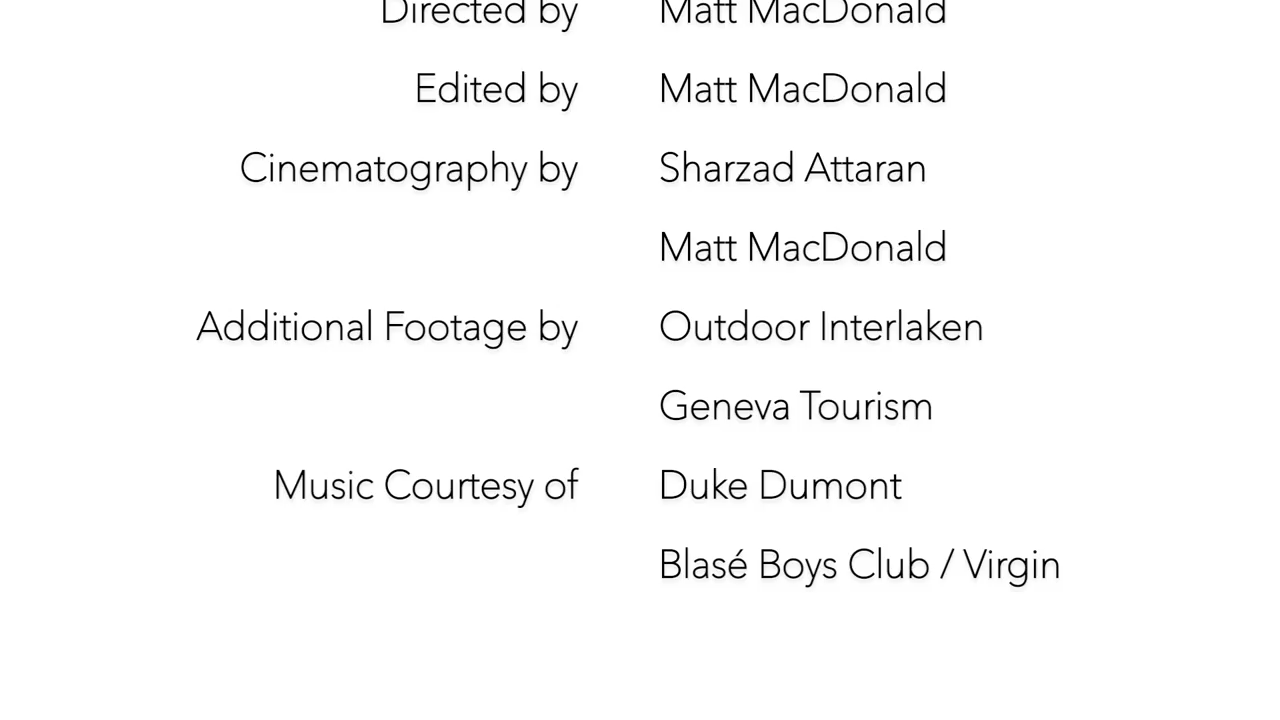 Directed by Matt MacDonald
Edited by Matt MacDonald
Cinematography by Sharzad Attaran
Matt MacDonald
Additional Footage by Outdoor Interlaken
Geneva Tourism
Music Courtesy of Duke Dumont
Blasé Boys Club / Virgin